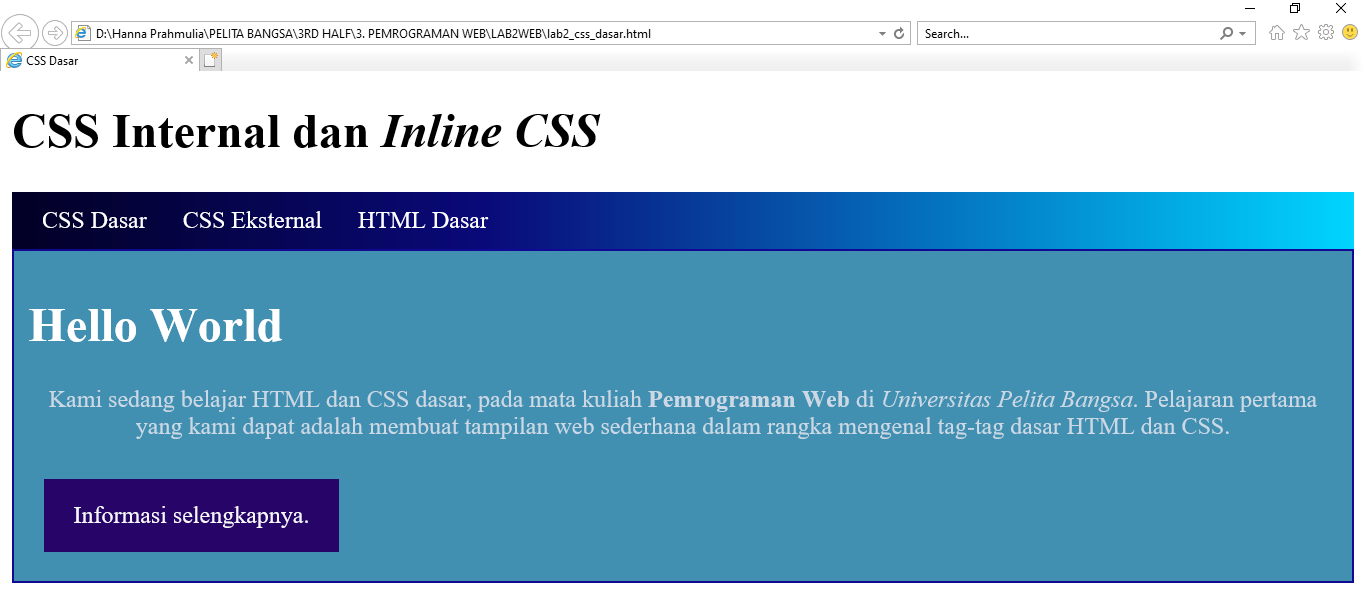 D:\Hanna Prahmulia\PELITA BANGSA\3RD HALF\3. PEMROGRAMAN WEB\LAB2WEB\lab2_css_dasar.html
Search...
CSS Dasar
CSS Internal dan Inline CSS
CSS Dasar CSS Eksternal HTML Dasar
Hello World
Kami sedang belajar HTML dan CSS dasar, pada mata kuliah Pemrograman Web di Universitas Pelita Bangsa. Pelajaran pertama
yang kami dapat adalah membuat tampilan web sederhana dalam rangka mengenal tag-tag dasar HTML dan CSS.
Informasi selengkapnya.